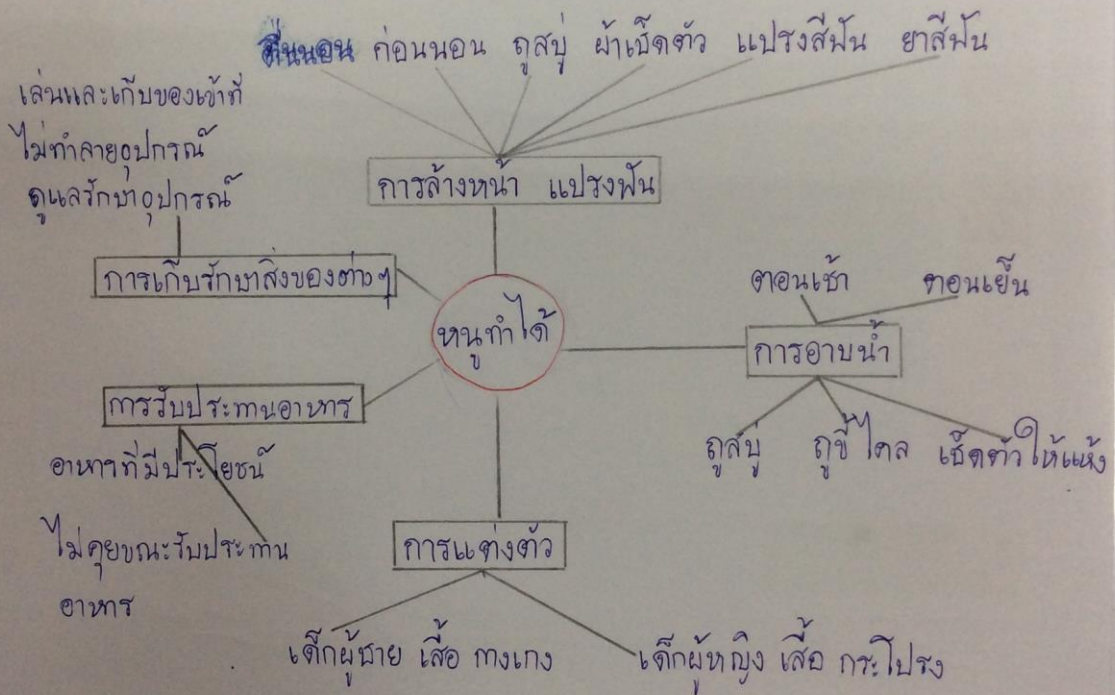 ตื่นนอน ก่อนนอน ถูสบู่ ผ้าเช็ดตัว แปรงสีฟัน ยาสีฟัน
การล้างหน้า แปรงฟัน
เล่นและเก็บของเข้าที่
ไม่ทำลายอุปกรณ์
ดูแลรักษาอุปกรณ์
การเก็บรักษาสิ่งของต่างๆ
หนูทำได้
ตอนเช้า ตอนเย็น
การอาบน้ำ
ถูสบู่ ถูขี้ไคล เช็ดตัวให้แห้ง
การรับประทานอาหาร
อาหารที่มีประโยชน์
ไม่คุยขณะรับประทาน
อาหาร
การแต่งตัว
เด็กผู้ชาย เสื้อ กางเกง
เด็กผู้หญิง เสื้อ กระโปรง